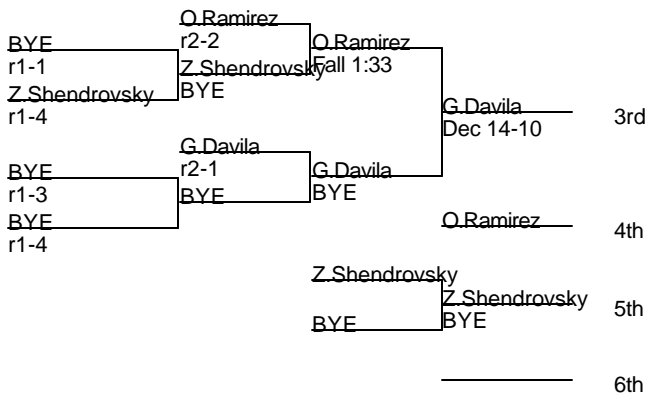 O.Ramirez
r2-2
BYE
r1-1
Z.Shendrovsky
r1-4
Z.Shendrovsky
BYE
O.Ramirez
Fall 1:33
G.Davila
Dec 14-10
3rd
G.Davila
r2-1
BYE
r1-3
BYE
r1-4
BYE
G.Davila
BYE
O.Ramirez
4th
Z.Shendrovsky
BYE
Z.Shendrovsky
BYE
5th
6th